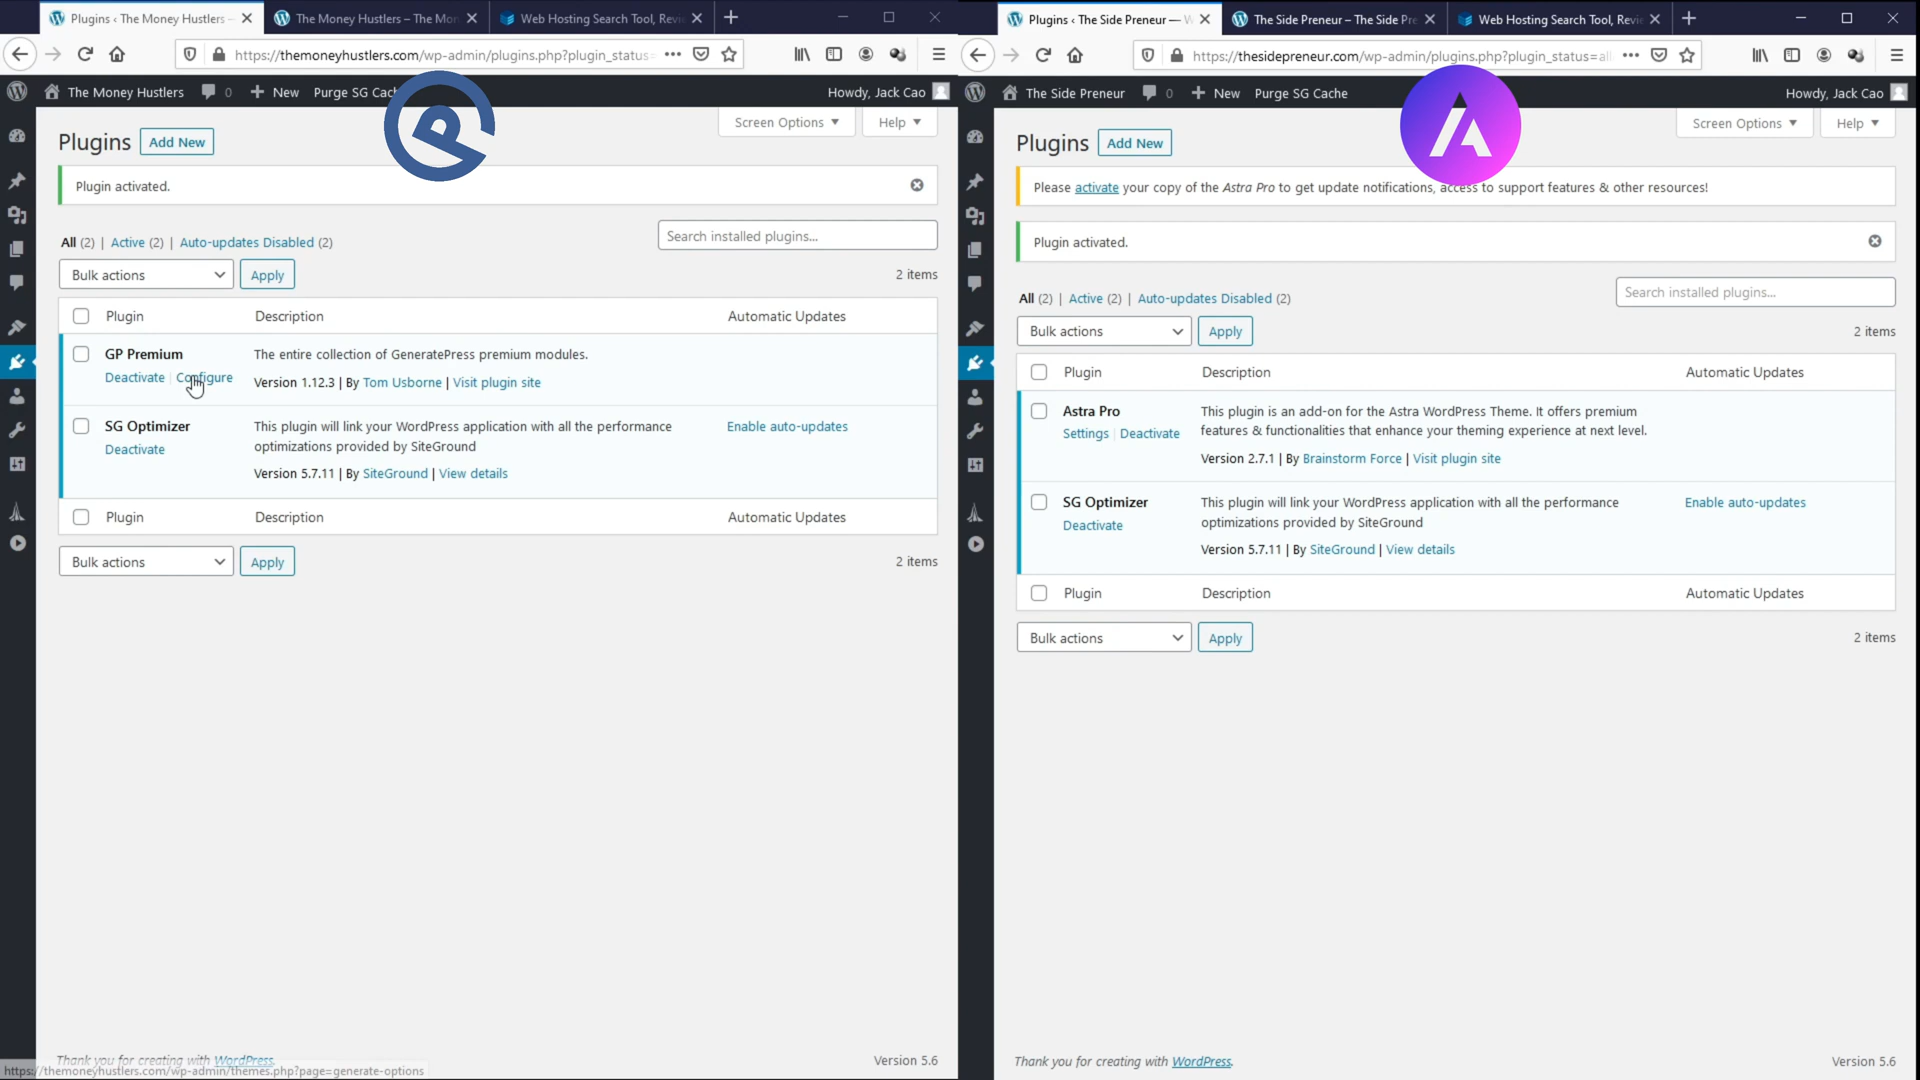 Plugins ‹ The Money Hustlers —
The Money Hustlers – The Mon
Web Hosting Search Tool, Revi
https://themoneyhustlers.com/wp-admin/plugins.php?plugin_status=
The Money Hustlers
0
New
Purge SG Cac
Howdy, Jack Cao
Plugins
Add New
Screen Options
Help
Plugin activated.
All (2) | Active (2) | Auto-updates Disabled (2)
Search installed plugins...
Bulk actions
Apply
2 items
Plugin
Description
Automatic Updates
GP Premium
The entire collection of GeneratePress premium modules.
Deactivate | Configure
Version 1.12.3 | By Tom Usborne | Visit plugin site
SG Optimizer
This plugin will link your WordPress application with all the performance
Enable auto-updates
Deactivate
optimizations provided by SiteGround
Version 5.7.11 | By SiteGround | View details
Plugin
Description
Automatic Updates
Bulk actions
Apply
2 items
Thank you for creating with WordPress.
Version 5.6
https://themoneyhustlers.com/wp-admin/themes.php?page=generate-options
Plugins ‹ The Side Preneur — W
The Side Preneur – The Side Pre
Web Hosting Search Tool, Revi
https://thesidepreneur.com/wp-admin/plugins.php?plugin_status=all
The Side Preneur
0
New
Purge SG Cache
Howdy, Jack Cao
Plugins
Add New
Screen Options
Help
Please activate your copy of the Astra Pro to get update notifications, access to support features & other resources!
Plugin activated.
All (2) | Active (2) | Auto-updates Disabled (2)
Search installed plugins...
Bulk actions
Apply
2 items
Plugin
Description
Automatic Updates
Astra Pro
This plugin is an add-on for the Astra WordPress Theme. It offers premium
Settings | Deactivate
features & functionalities that enhance your theming experience at next level.
Version 2.7.1 | By Brainstorm Force | Visit plugin site
SG Optimizer
This plugin will link your WordPress application with all the performance
Enable auto-updates
Deactivate
optimizations provided by SiteGround
Version 5.7.11 | By SiteGround | View details
Plugin
Description
Automatic Updates
Bulk actions
Apply
2 items
Thank you for creating with WordPress.
Version 5.6